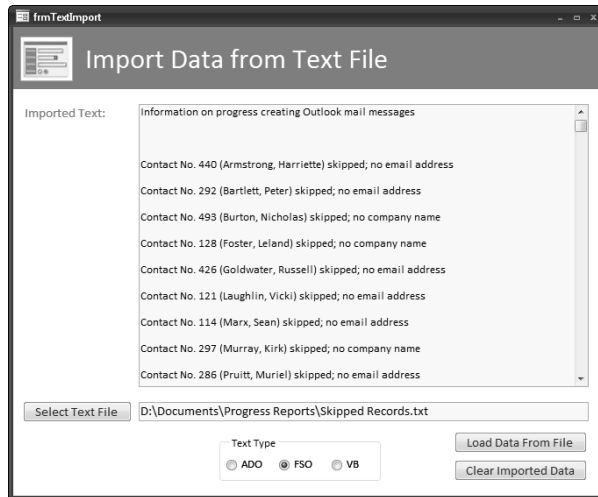 frmTextImport
Import Data from Text File
Imported Text:
Information on progress creating Outlook mail messages
Contact No. 440 (Armstrong, Harriette) skipped; no email address
Contact No. 292 (Bartlett, Peter) skipped; no email address
Contact No. 493 (Burton, Nicholas) skipped; no company name
Contact No. 128 (Foster, Leland) skipped; no company name
Contact No. 426 (Goldwater, Russell) skipped; no email address
Contact No. 121 (Laughlin, Vicki) skipped; no email address
Contact No. 114 (Marx, Sean) skipped; no email address
Contact No. 297 (Murray, Kirk) skipped; no company name
Contact No. 286 (Pruitt, Muriel) skipped; no email address
Select Text File
D:\Documents\Progress Reports\Skipped Records.txt
Text Type
ADO FSO VB
Load Data From File
Clear Imported Data